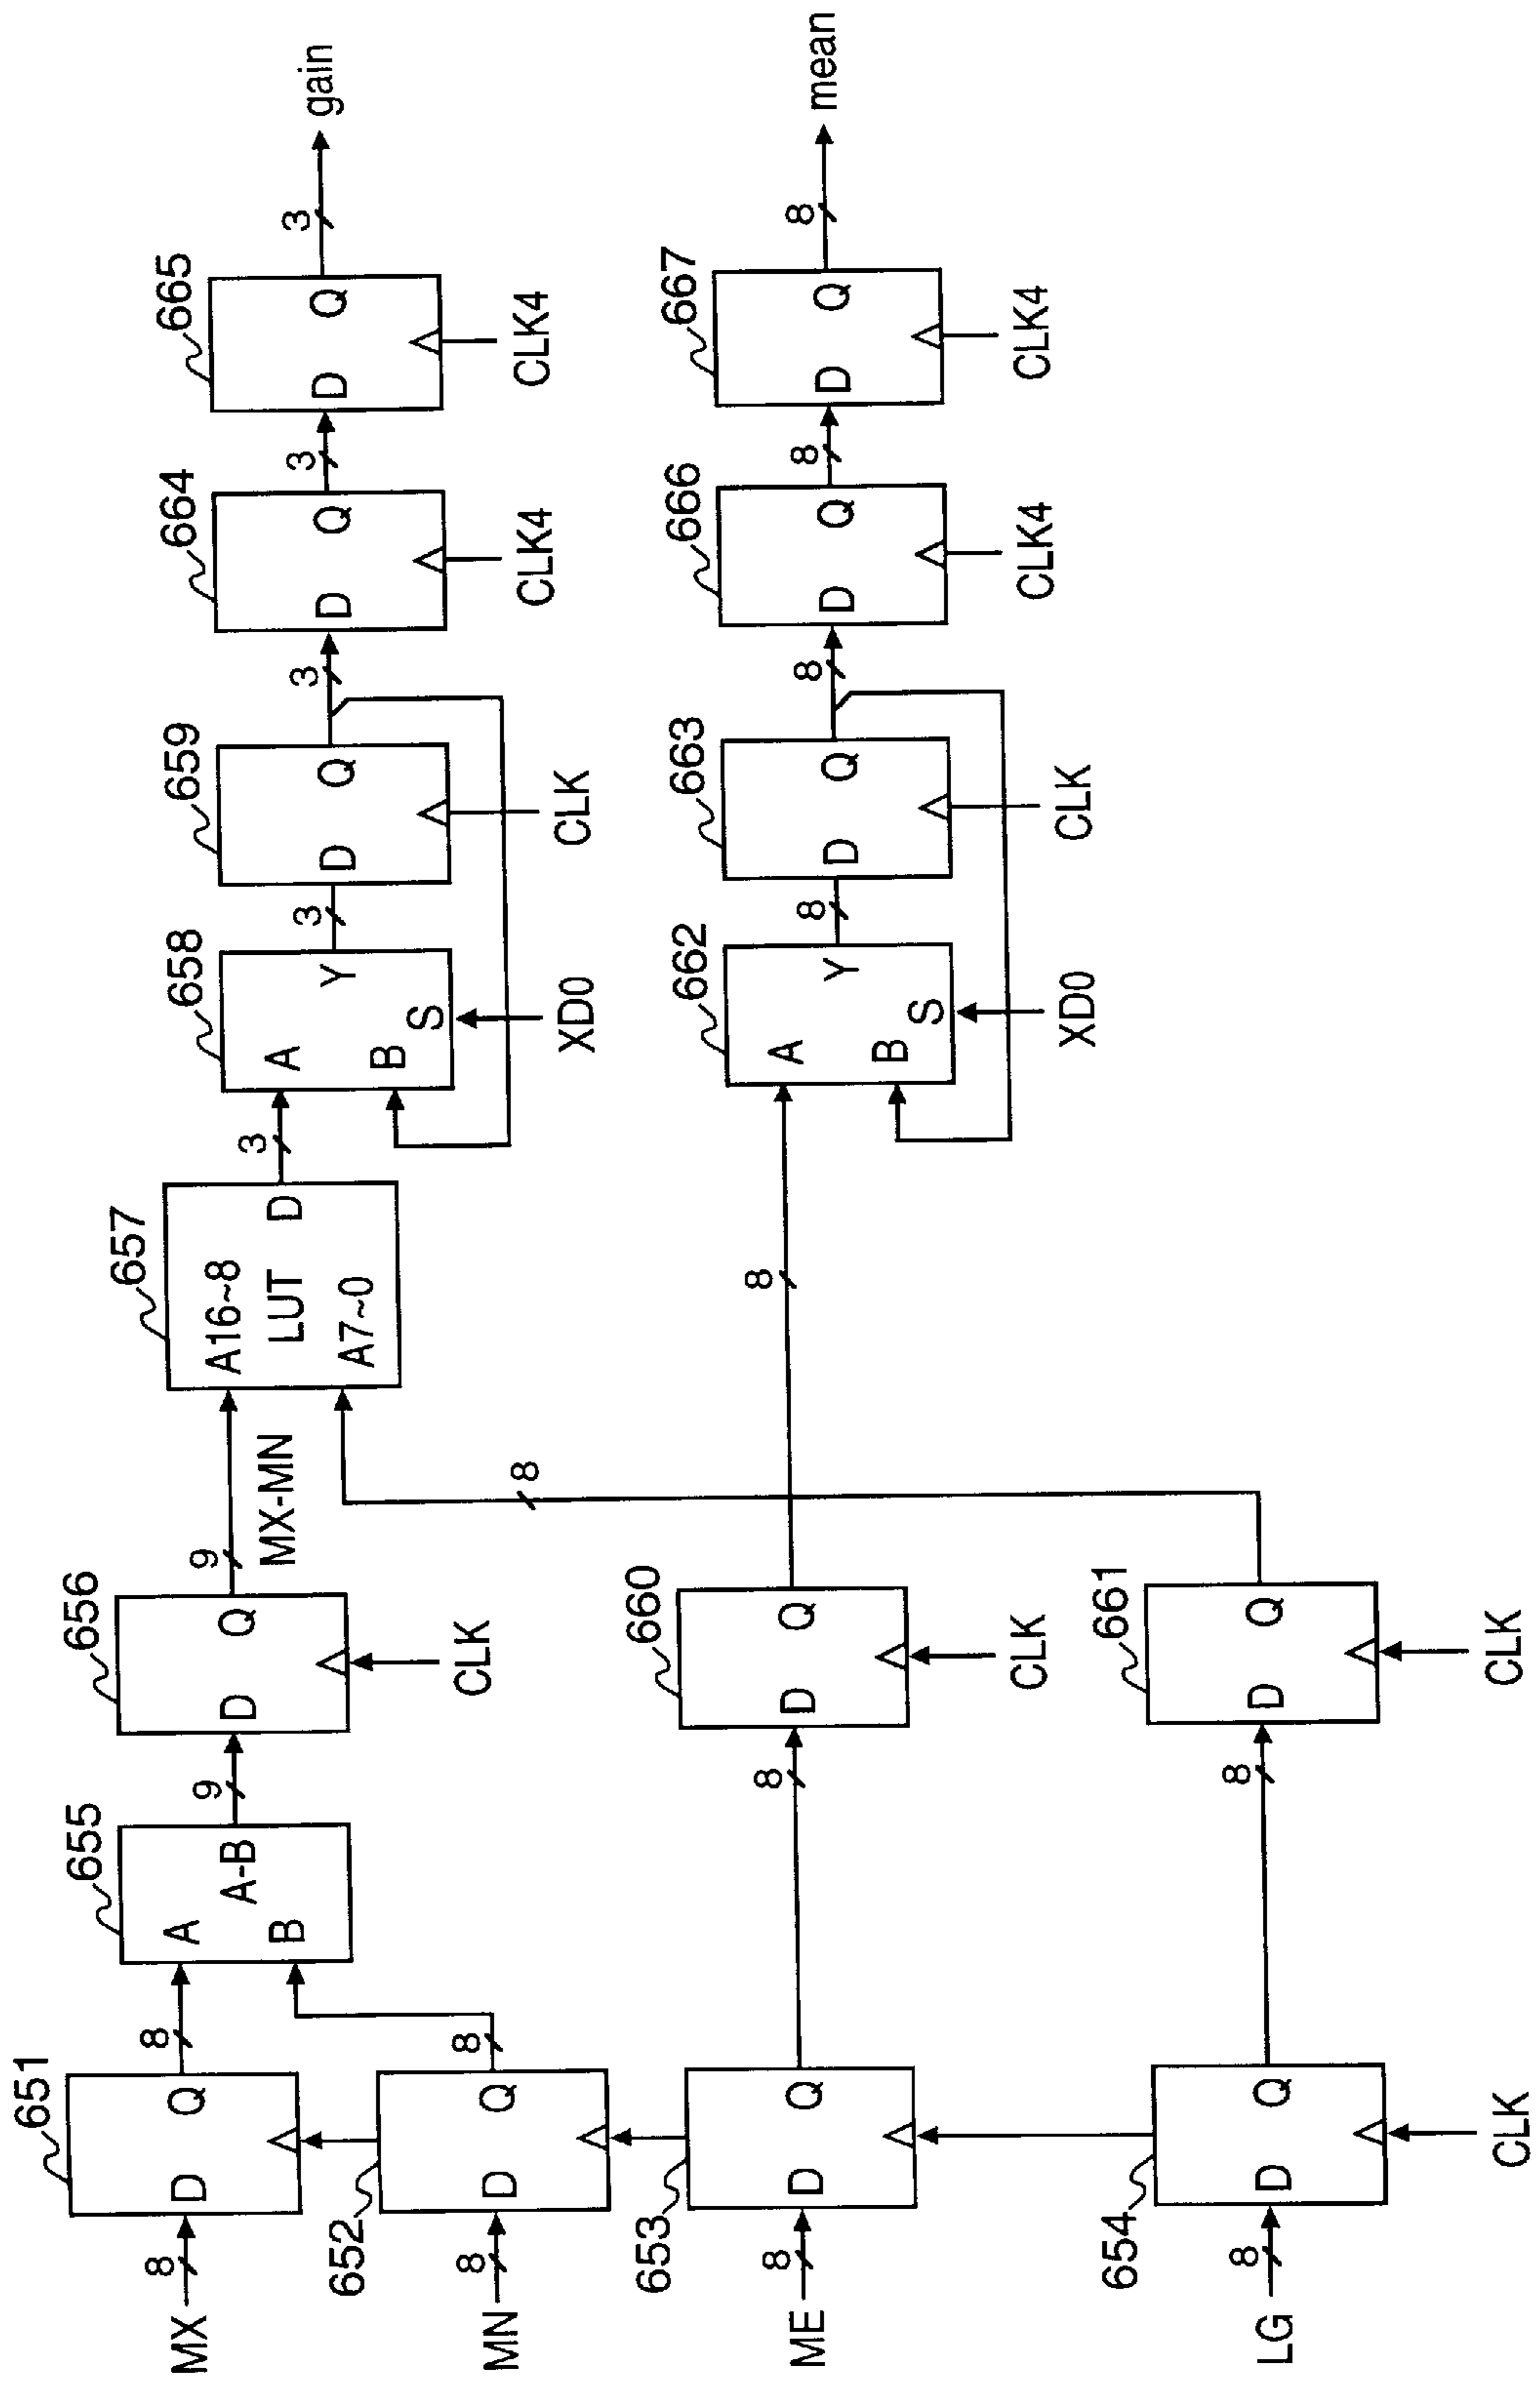 MX
8
651
D
Q
8
655
A
A-B
B
9
656
D
Q
CLK
9
MX-MN
657
A16~8
LUT
D
A7~0
3
658
A
Y
B
S
XD0
3
659
D
Q
CLK
3
664
D
Q
CLK4
3
665
D
Q
CLK4
3
gain
MN
8
652
D
Q
8
ME
8
653
D
Q
8
660
D
Q
CLK
8
662
A
Y
B
S
XD0
8
663
D
Q
CLK
8
666
D
Q
CLK4
8
667
D
Q
CLK4
8
mean
LG
8
654
D
Q
CLK
8
661
D
Q
CLK
8